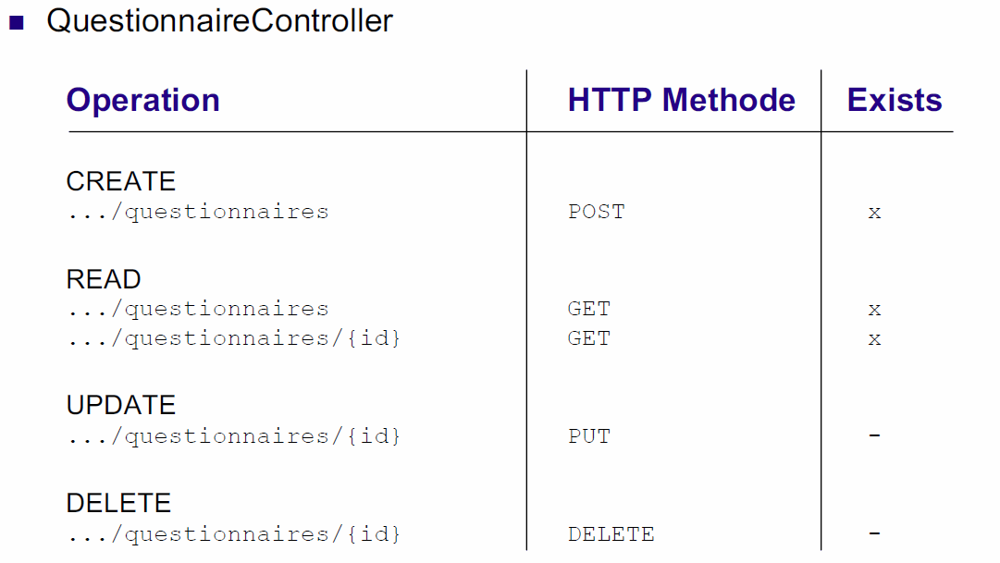 ■ QuestionnaireController
Operation HTTP Methode Exists
CREATE
.../questionnaires POST x
READ
.../questionnaires GET x
.../questionnaires/{id} GET x
UPDATE
.../questionnaires/{id} PUT -
DELETE
.../questionnaires/{id} DELETE -